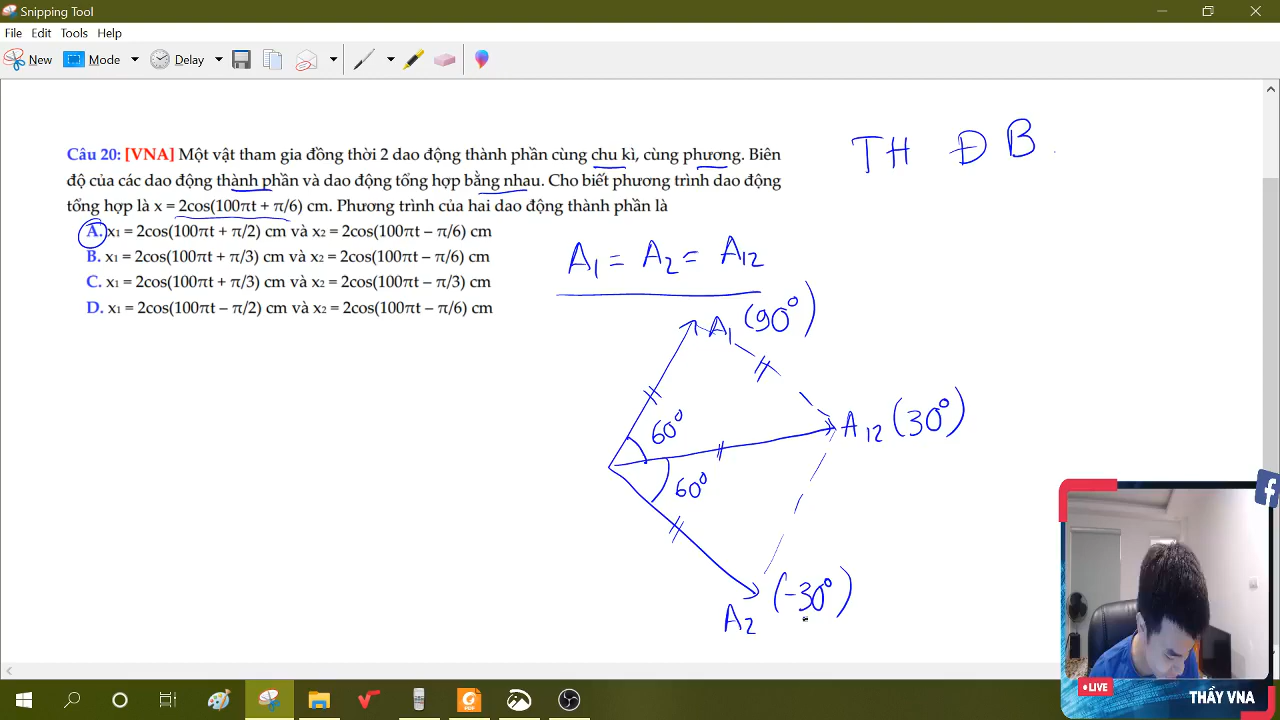 Snipping Tool
File Edit Tools Help
New Mode Delay
Câu 20: [VNA] Một vật tham gia đồng thời 2 dao động thành phần cùng chu kì, cùng phương. Biên
độ của các dao động thành phần và dao động tổng hợp bằng nhau. Cho biết phương trình dao động
tổng hợp là x = 2cos(100πt + π/6) cm. Phương trình của hai dao động thành phần là
A. x₁ = 2cos(100πt + π/2) cm và x₂ = 2cos(100πt − π/6) cm
B. x₁ = 2cos(100πt + π/3) cm và x₂ = 2cos(100πt − π/6) cm
C. x₁ = 2cos(100πt + π/3) cm và x₂ = 2cos(100πt − π/3) cm
D. x₁ = 2cos(100πt − π/2) cm và x₂ = 2cos(100πt − π/6) cm
TH ĐB
A₁ = A₂ = A₁₂
A₁ (90°)
60°
A₁₂ (30°)
60°
A₂ (-30°)
LIVE
THẦY VNA